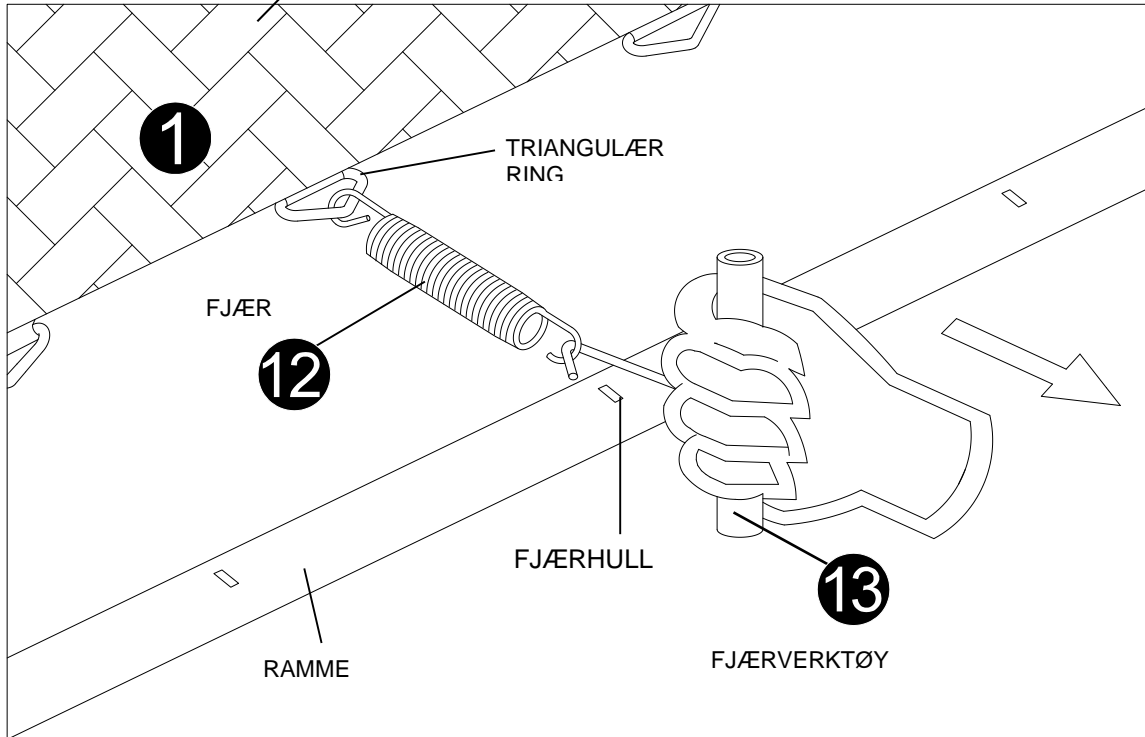 1
TRIANGULÆR
RING
FJÆR
12
FJÆRHULL
13
RAMME
FJÆRVERKTØY